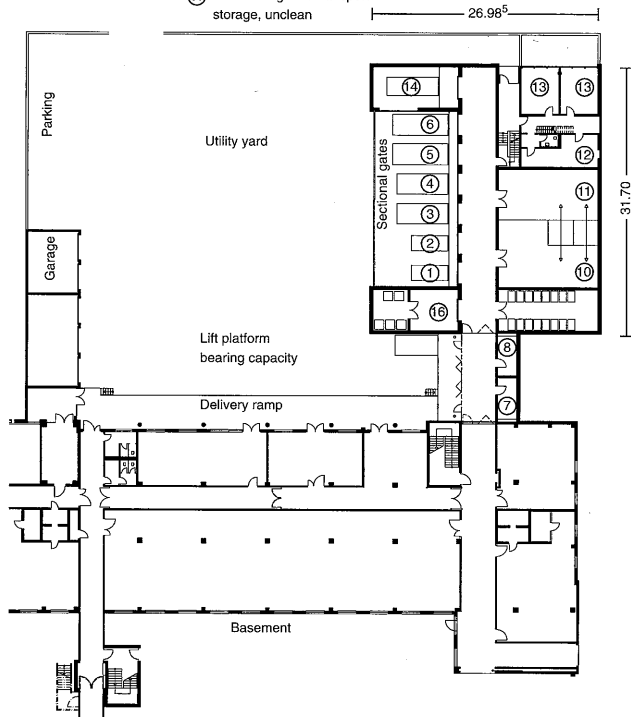 storage, unclean
26.98⁵
Parking
Utility yard
Sectional gates
14
6
5
4
3
2
1
16
13
13
12
11
10
31.70
8
7
Garage
Lift platform
bearing capacity
Delivery ramp
Basement